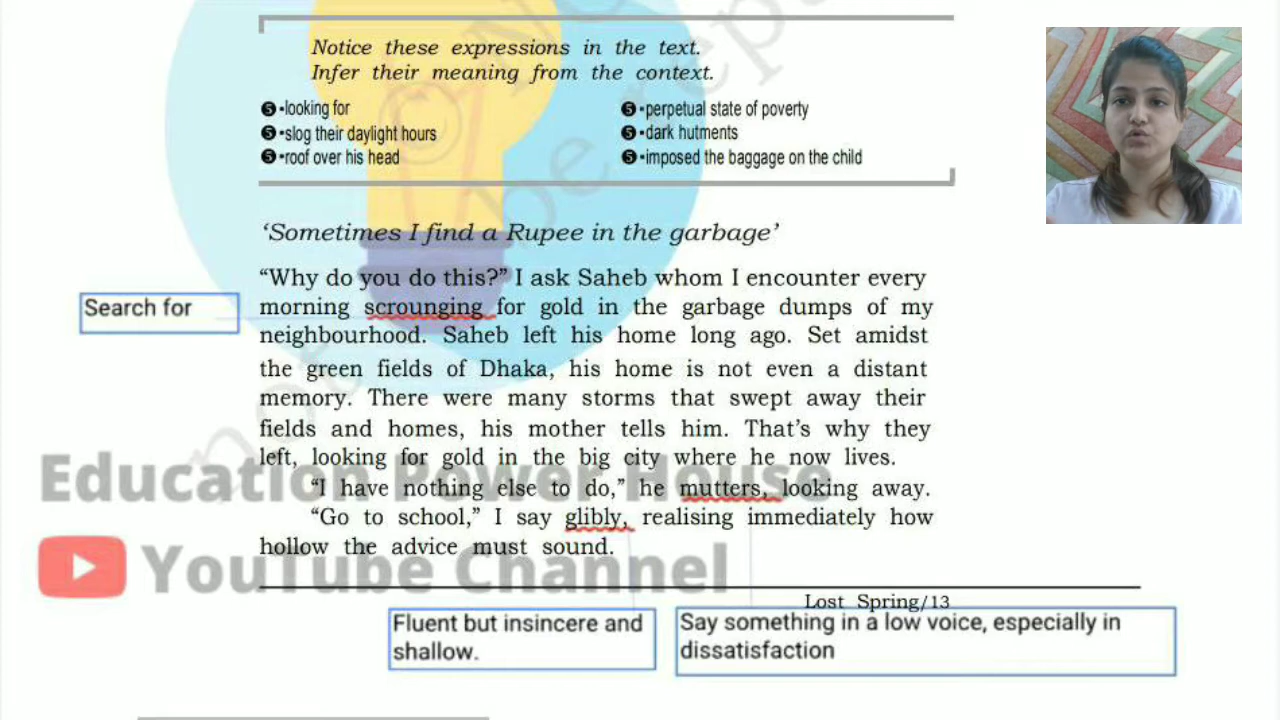 Notice these expressions in the text.
Infer their meaning from the context.
❺•looking for
❺•slog their daylight hours
❺•roof over his head
❺•perpetual state of poverty
❺•dark hutments
❺•imposed the baggage on the child
‘Sometimes I find a Rupee in the garbage’
“Why do you do this?” I ask Saheb whom I encounter every
morning scrounging for gold in the garbage dumps of my
neighbourhood. Saheb left his home long ago. Set amidst
the green fields of Dhaka, his home is not even a distant
memory. There were many storms that swept away their
fields and homes, his mother tells him. That’s why they
left, looking for gold in the big city where he now lives.
“I have nothing else to do,” he mutters, looking away.
“Go to school,” I say glibly, realising immediately how
hollow the advice must sound.
Search for
Education Power House
YouTube Channel
Lost Spring/13
Fluent but insincere and
shallow.
Say something in a low voice, especially in
dissatisfaction